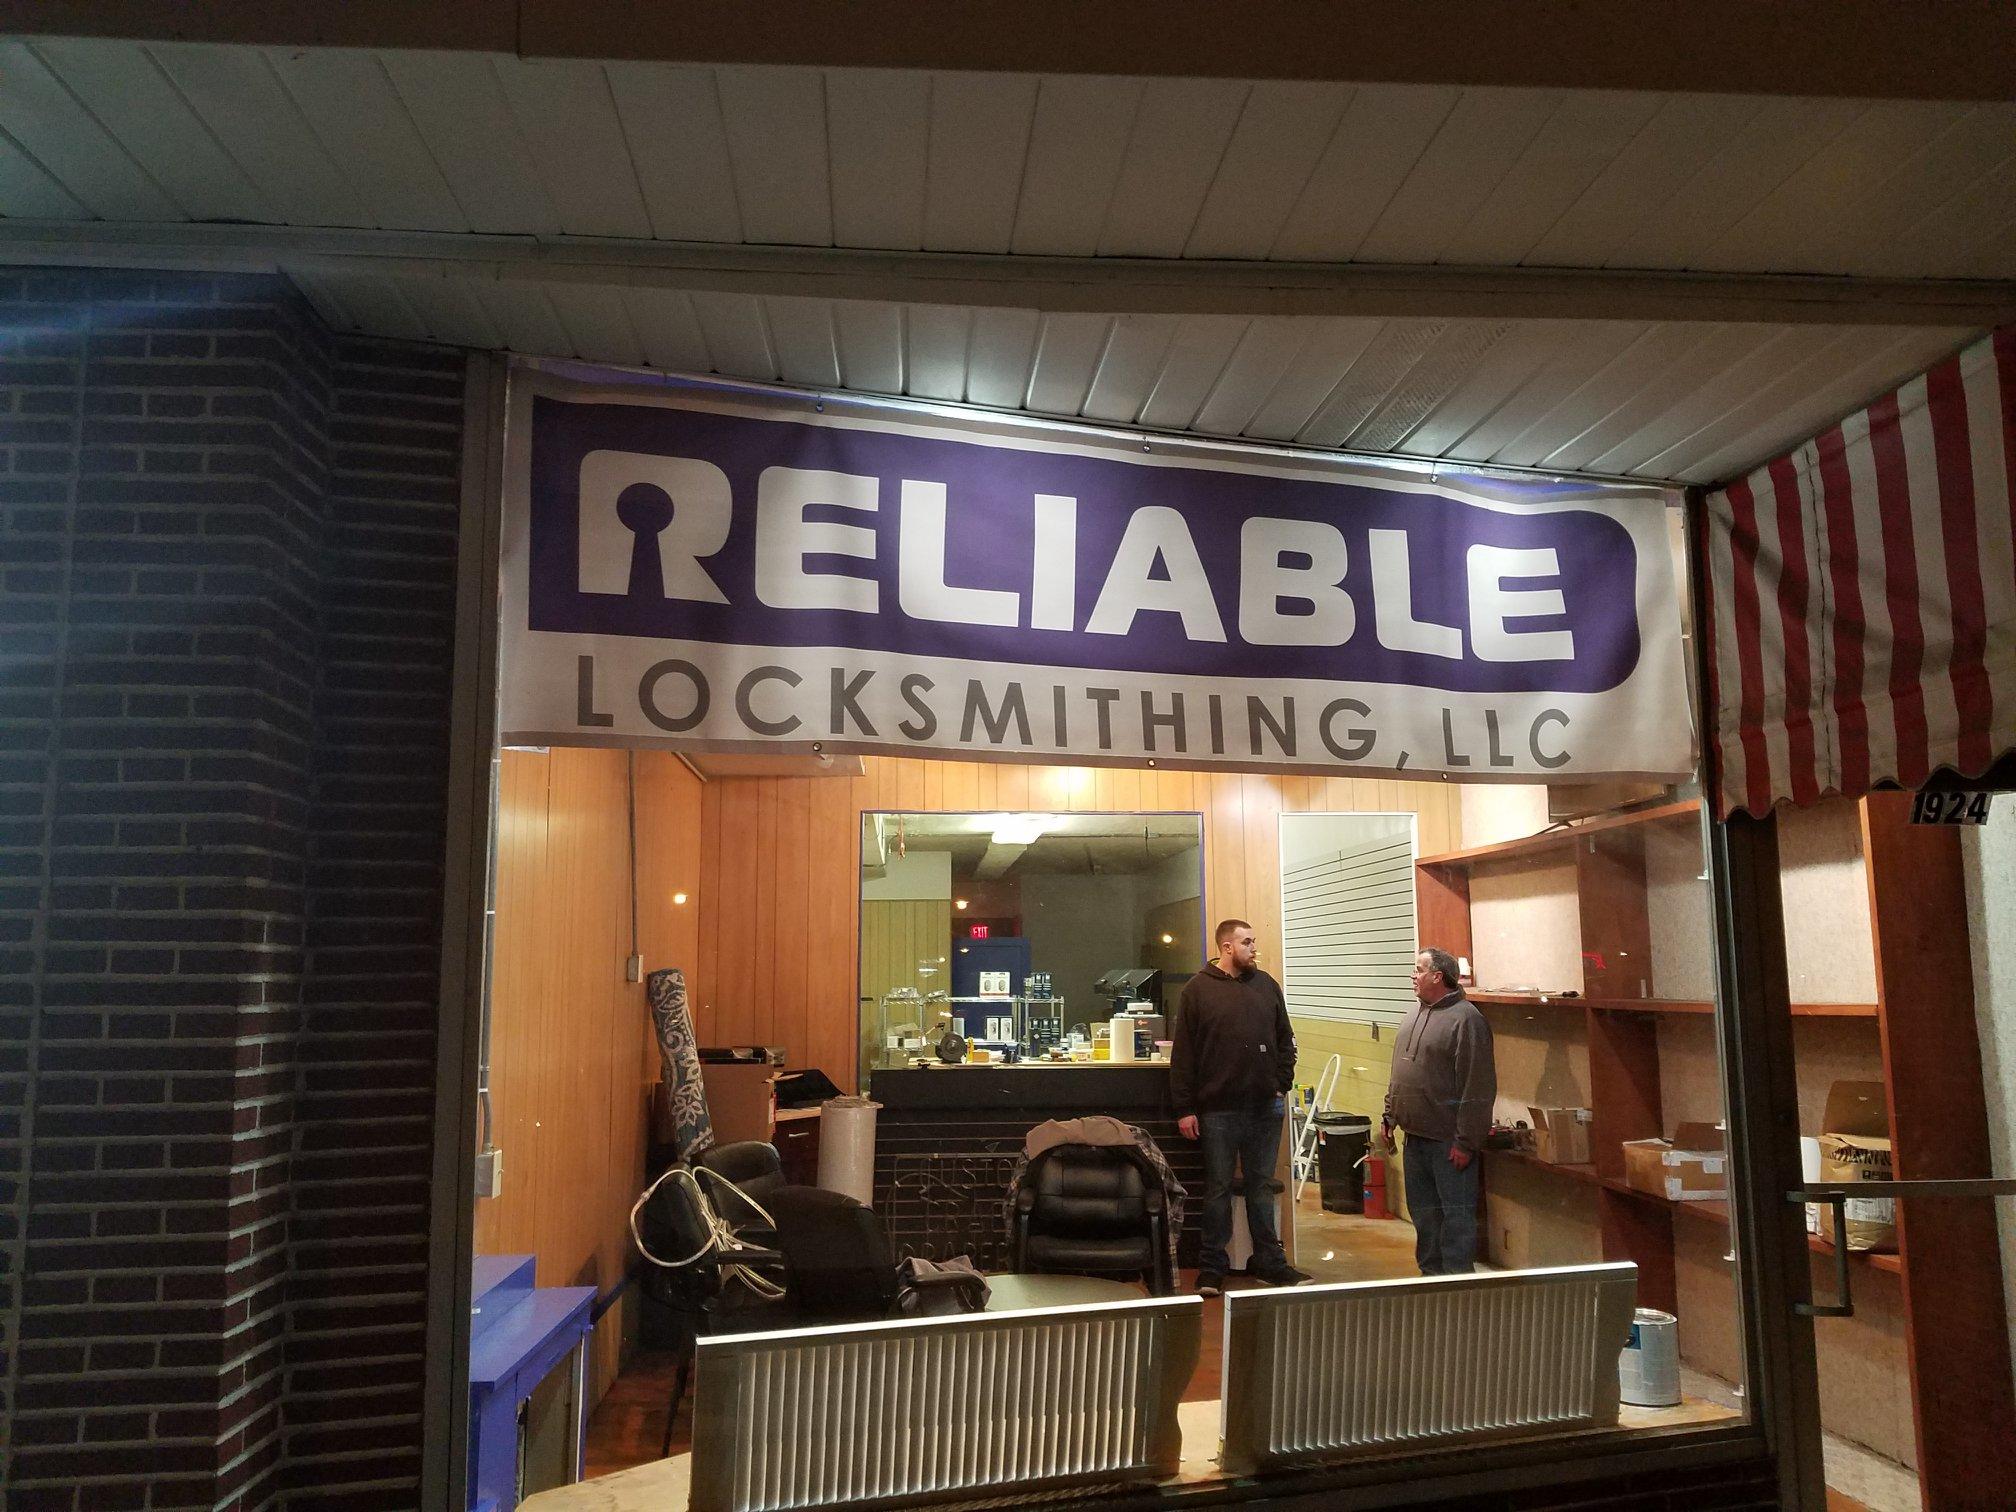 RELIABLE
LOCKSMITHING, LLC
1924
EXIT